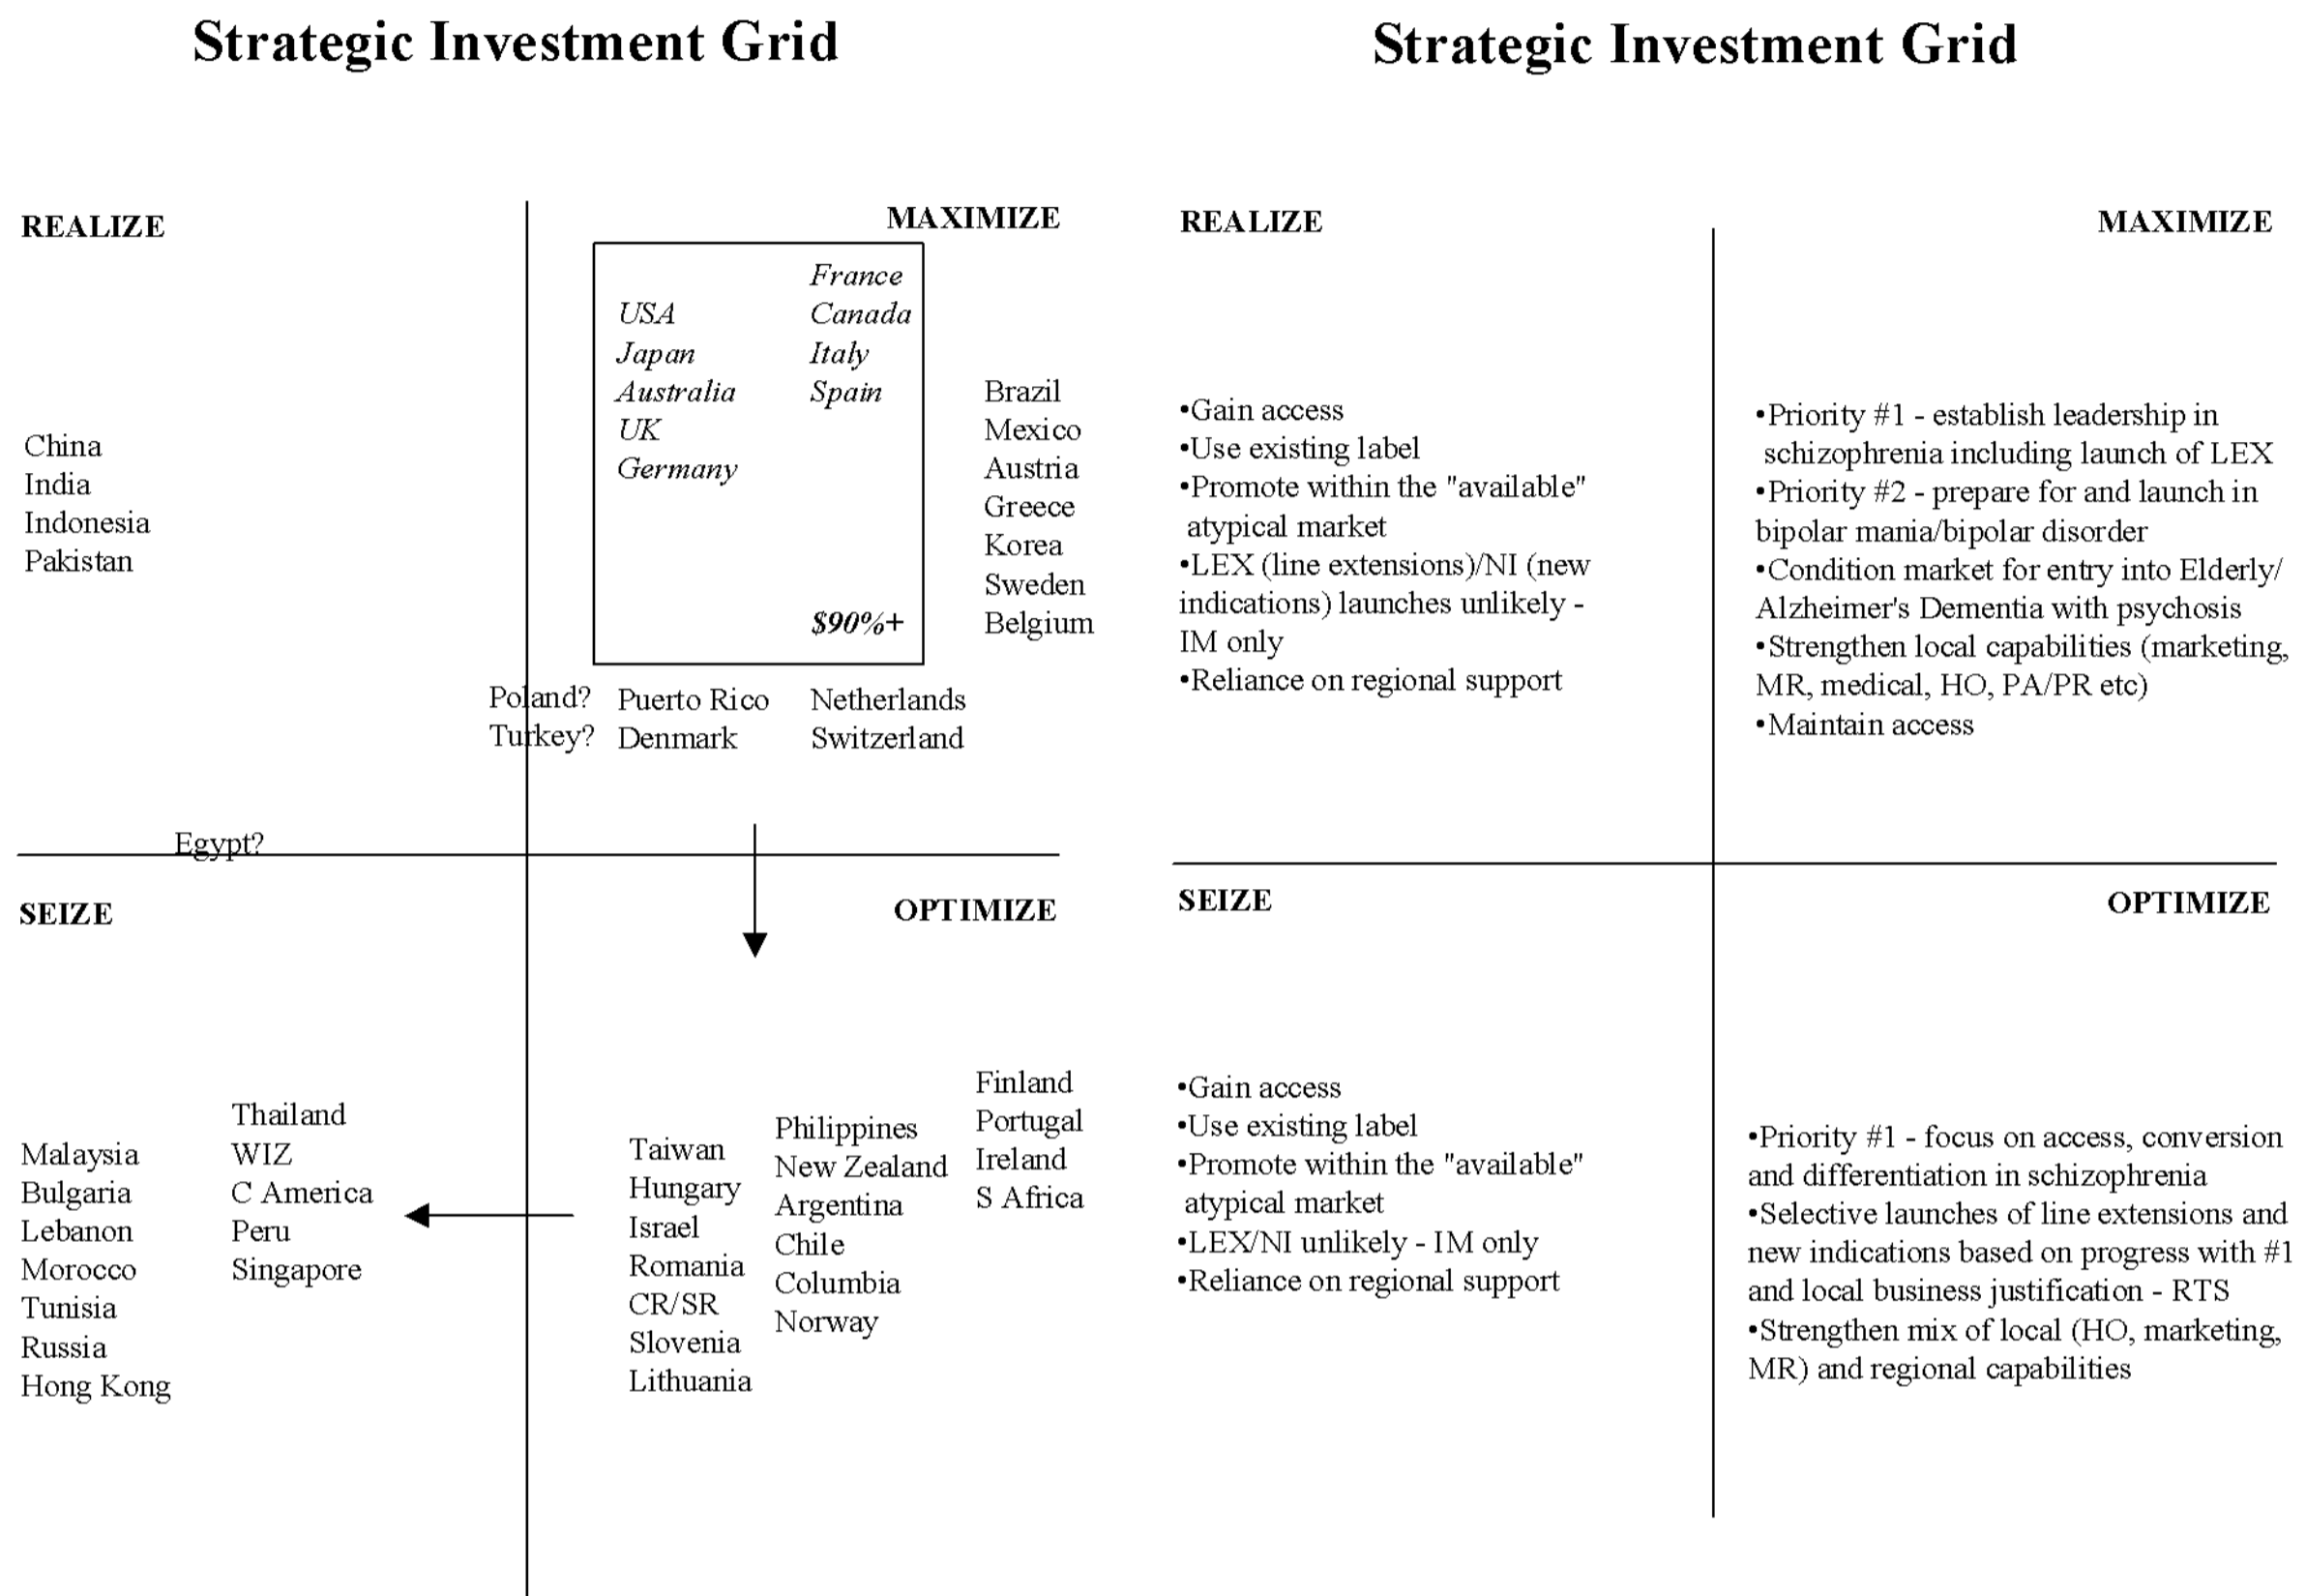 Strategic Investment Grid
REALIZE
MAXIMIZE
China
India
Indonesia
Pakistan
USA
Japan
Australia
UK
Germany
France
Canada
Italy
Spain
$90%+
Brazil
Mexico
Austria
Greece
Korea
Sweden
Belgium
Poland?
Turkey?
Puerto Rico
Denmark
Netherlands
Switzerland
Egypt?
SEIZE
OPTIMIZE
Malaysia
Bulgaria
Lebanon
Morocco
Tunisia
Russia
Hong Kong
Thailand
WIZ
C America
Peru
Singapore
Taiwan
Hungary
Israel
Romania
CR/SR
Slovenia
Lithuania
Philippines
New Zealand
Argentina
Chile
Columbia
Norway
Finland
Portugal
Ireland
S Africa
Strategic Investment Grid
REALIZE
MAXIMIZE
•Gain access
•Use existing label
•Promote within the "available"
atypical market
•LEX (line extensions)/NI (new
indications) launches unlikely -
IM only
•Reliance on regional support
•Priority #1 - establish leadership in
schizophrenia including launch of LEX
•Priority #2 - prepare for and launch in
bipolar mania/bipolar disorder
•Condition market for entry into Elderly/
Alzheimer's Dementia with psychosis
•Strengthen local capabilities (marketing,
MR, medical, HO, PA/PR etc)
•Maintain access
SEIZE
OPTIMIZE
•Gain access
•Use existing label
•Promote within the "available"
atypical market
•LEX/NI unlikely - IM only
•Reliance on regional support
•Priority #1 - focus on access, conversion
and differentiation in schizophrenia
•Selective launches of line extensions and
new indications based on progress with #1
and local business justification - RTS
•Strengthen mix of local (HO, marketing,
MR) and regional capabilities